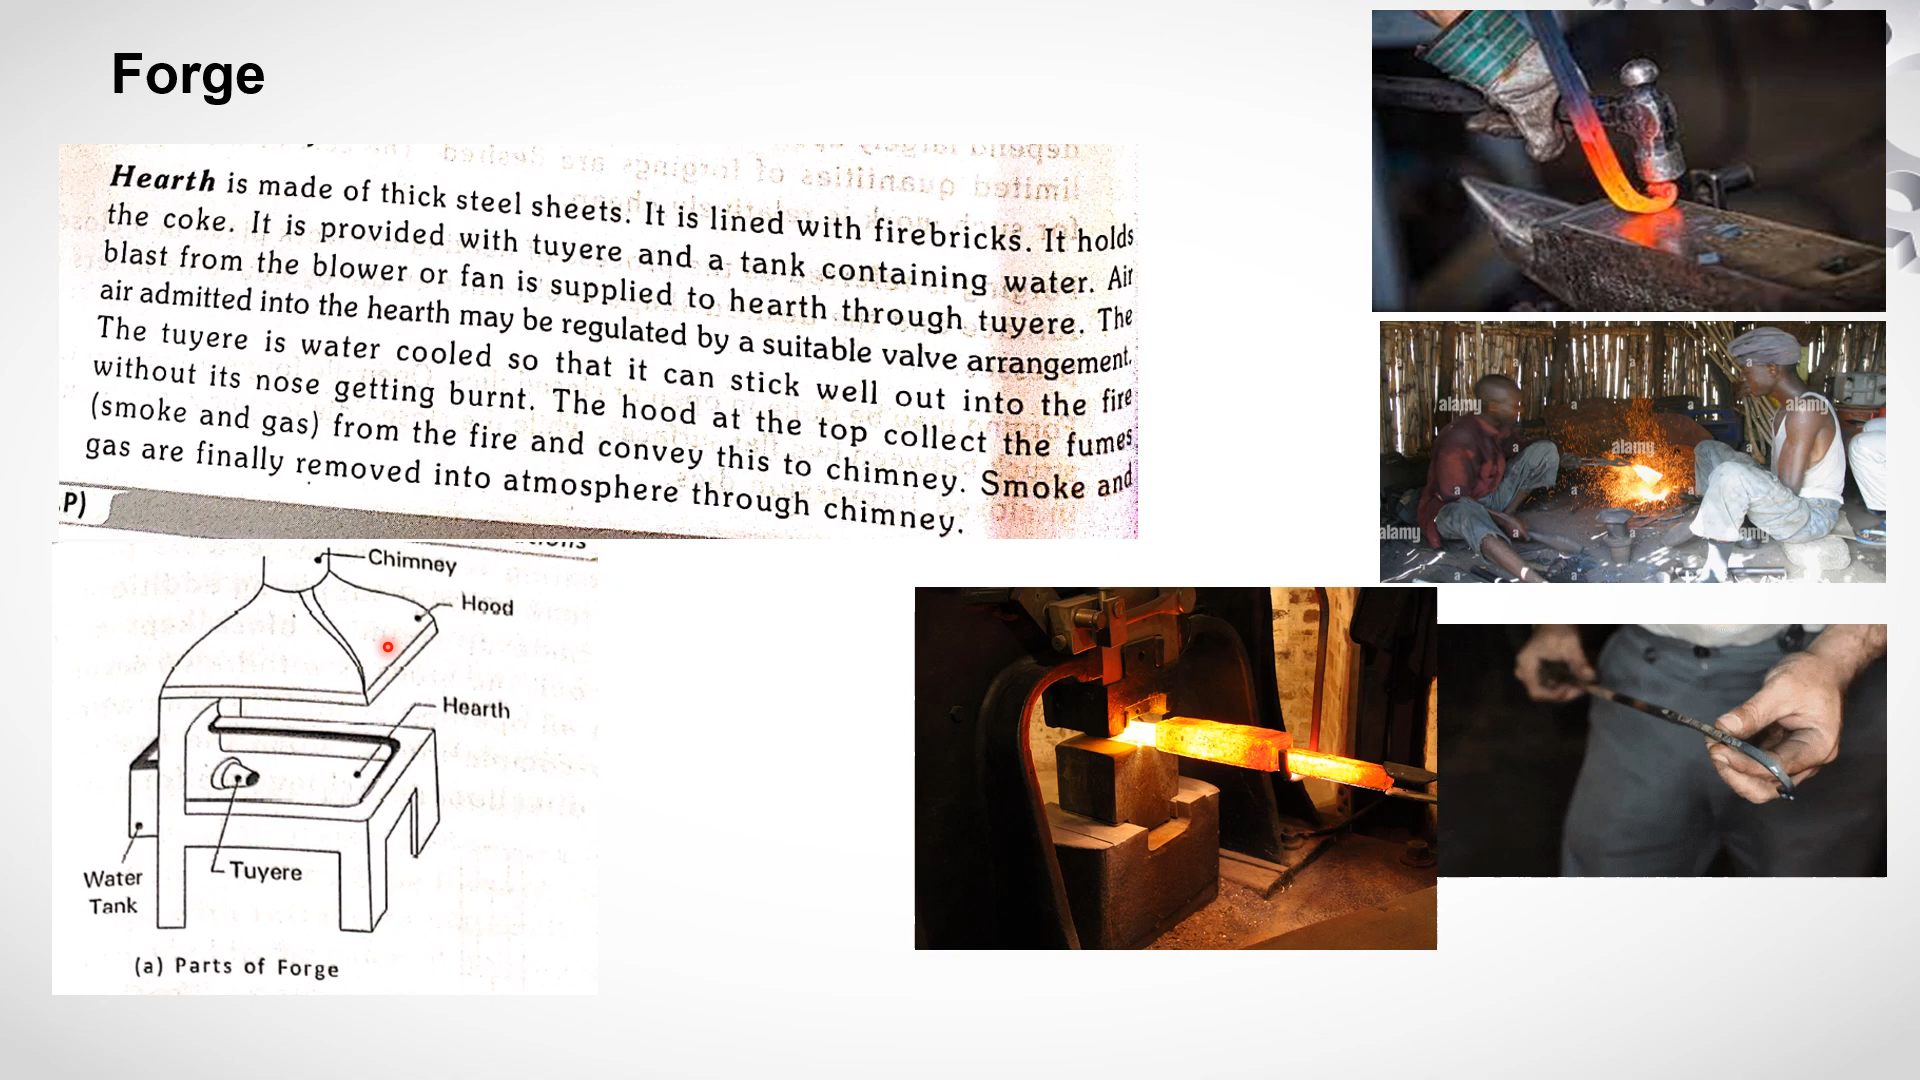 Forge
Hearth is made of thick steel sheets. It is lined with firebricks. It holds
the coke. It is provided with tuyere and a tank containing water. Air
blast from the blower or fan is supplied to hearth through tuyere. The
air admitted into the hearth may be regulated by a suitable valve arrangement.
The tuyere is water cooled so that it can stick well out into the fire
without its nose getting burnt. The hood at the top collect the fumes
(smoke and gas) from the fire and convey this to chimney. Smoke and
gas are finally removed into atmosphere through chimney.
P)
Chimney
Hood
Hearth
Tuyere
Water
Tank
(a) Parts of Forge
alamy
alamy
alamy
alamy
alamy